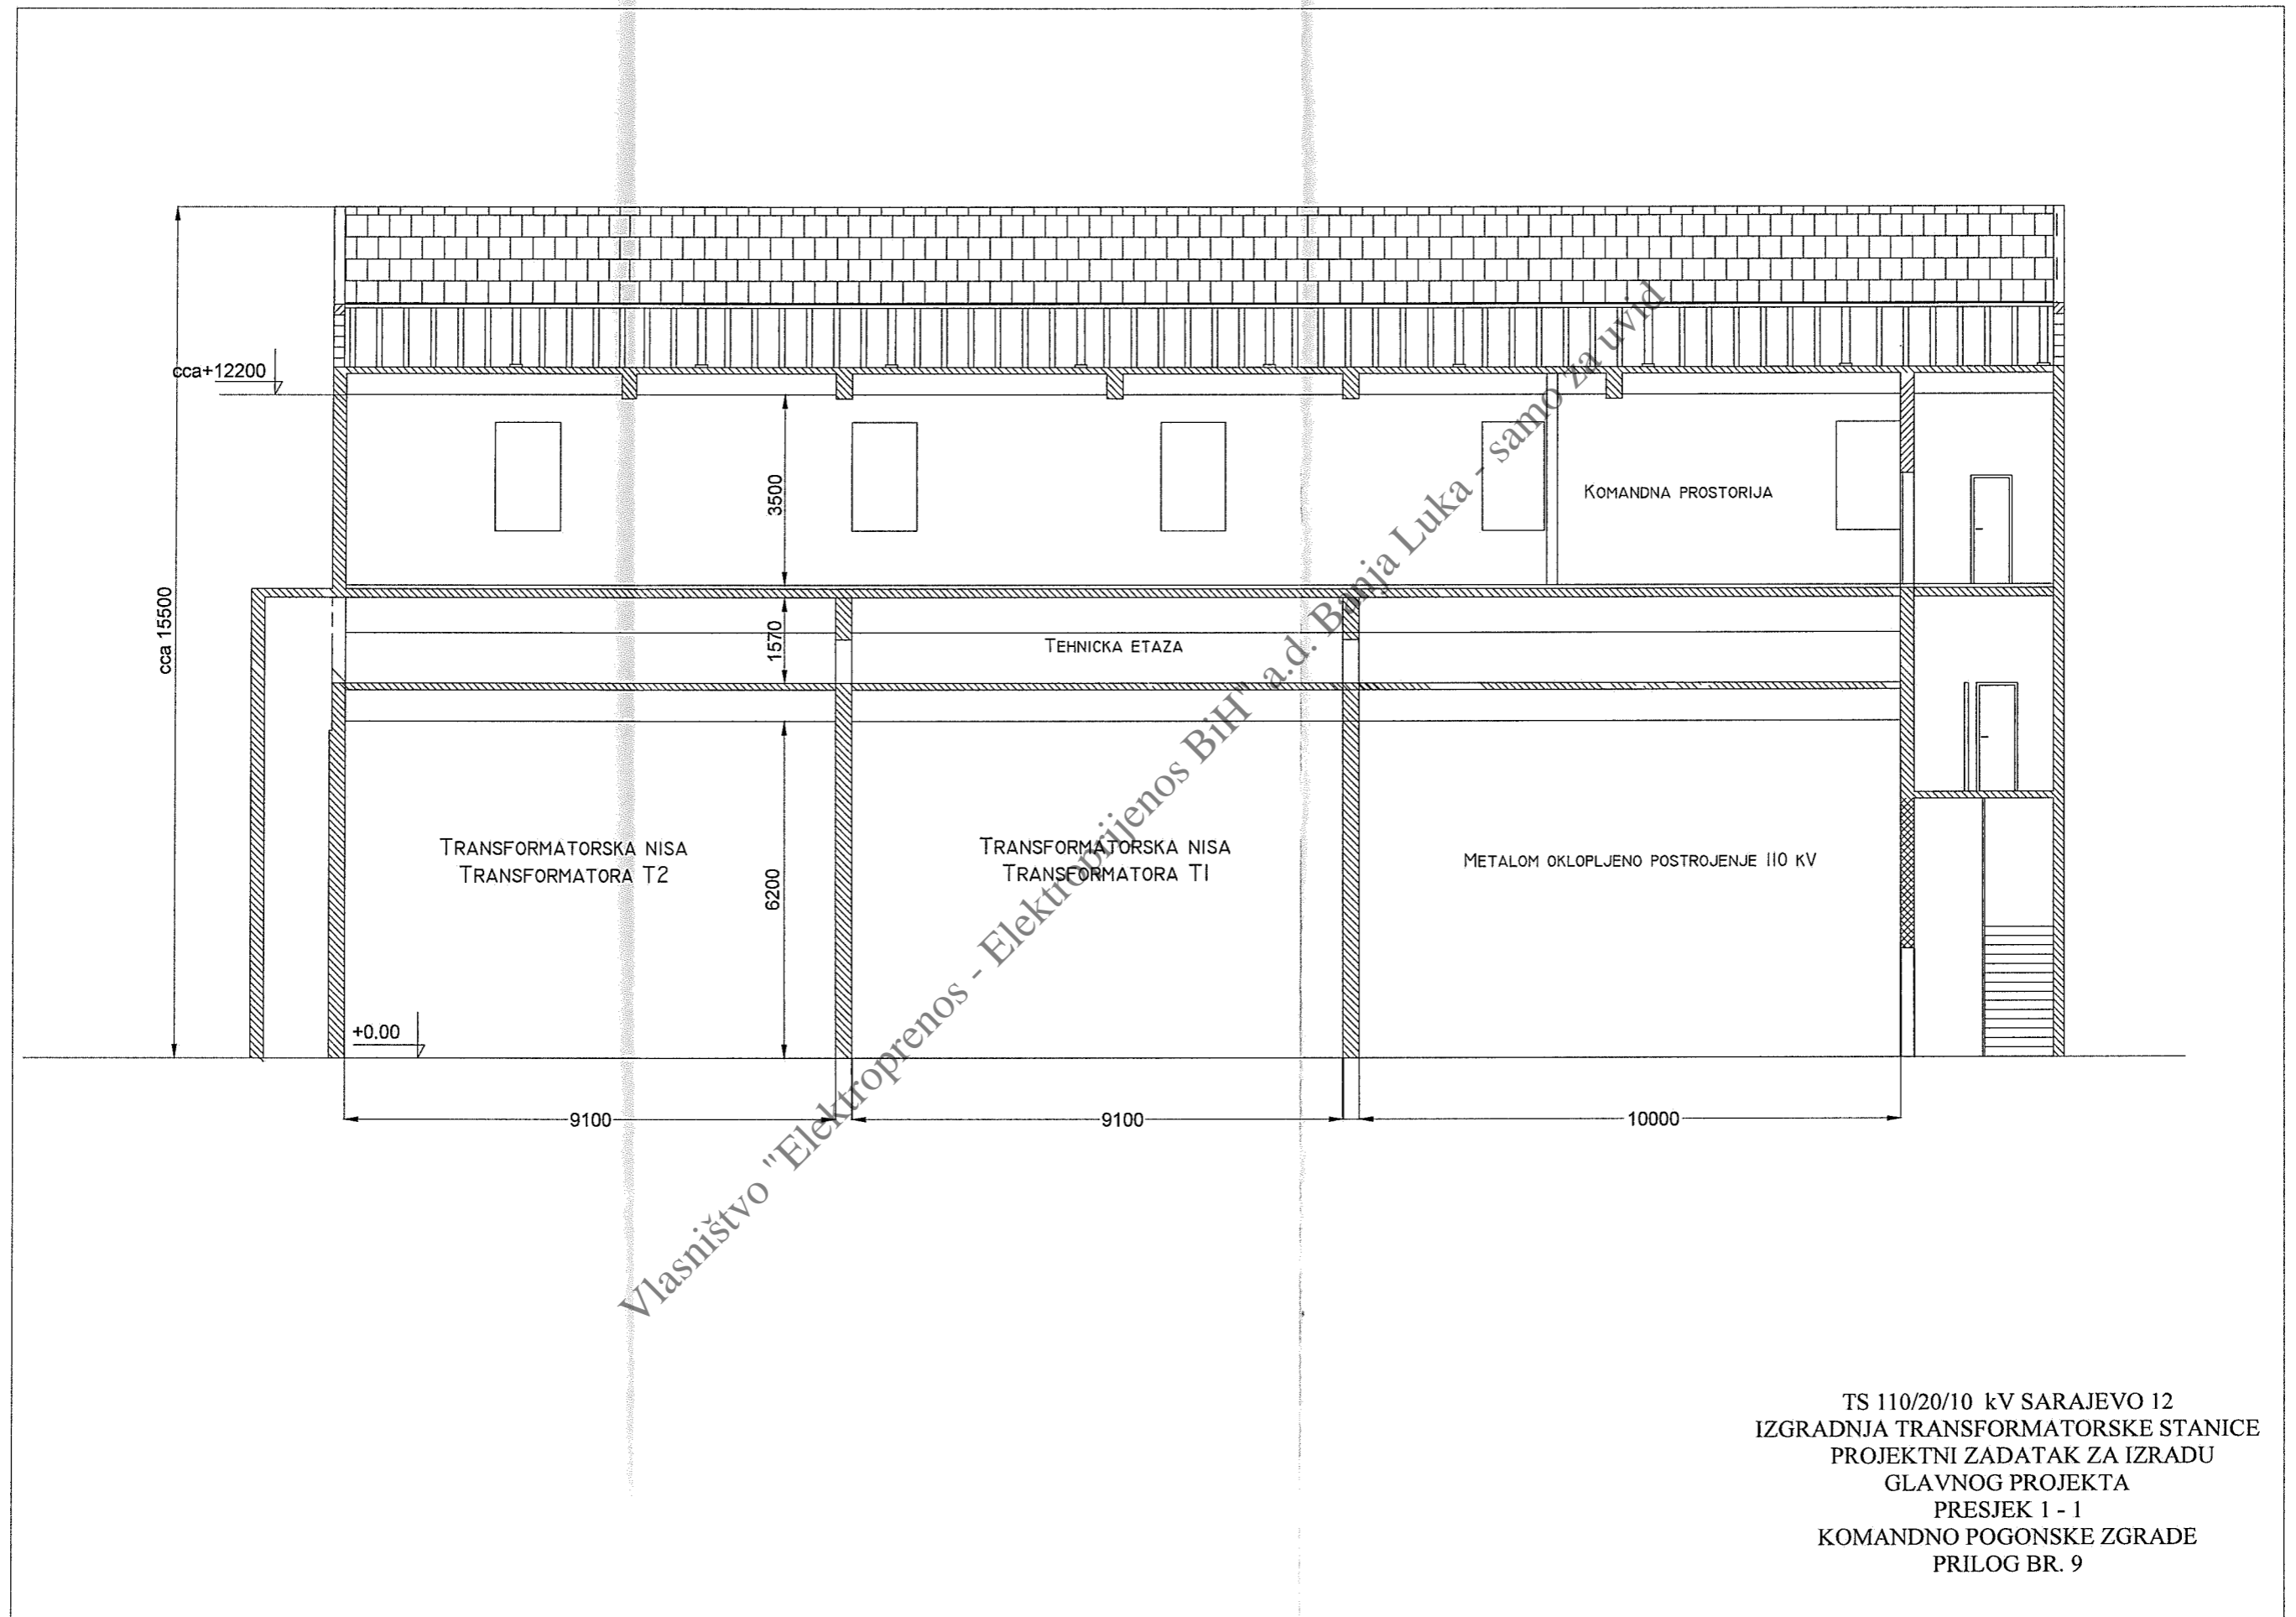 cca+12200
3500
KOMANDNA PROSTORIJA
cca 15500
1570
TEHNICKA ETAZA
TRANSFORMATORSKA NISA
TRANSFORMATORA T2
TRANSFORMATORSKA NISA
TRANSFORMATORA T1
METALOM OKLOPLJENO POSTROJENJE 110 KV
6200
+0.00
9100
9100
10000
Vlasništvo "Elektroprenos - Elektroprijenos BiH" a.d. Banja Luka - samo za uvid
TS 110/20/10 kV SARAJEVO 12
IZGRADNJA TRANSFORMATORSKE STANICE
PROJEKTNI ZADATAK ZA IZRADU
GLAVNOG PROJEKTA
PRESJEK 1 - 1
KOMANDNO POGONSKE ZGRADE
PRILOG BR. 9